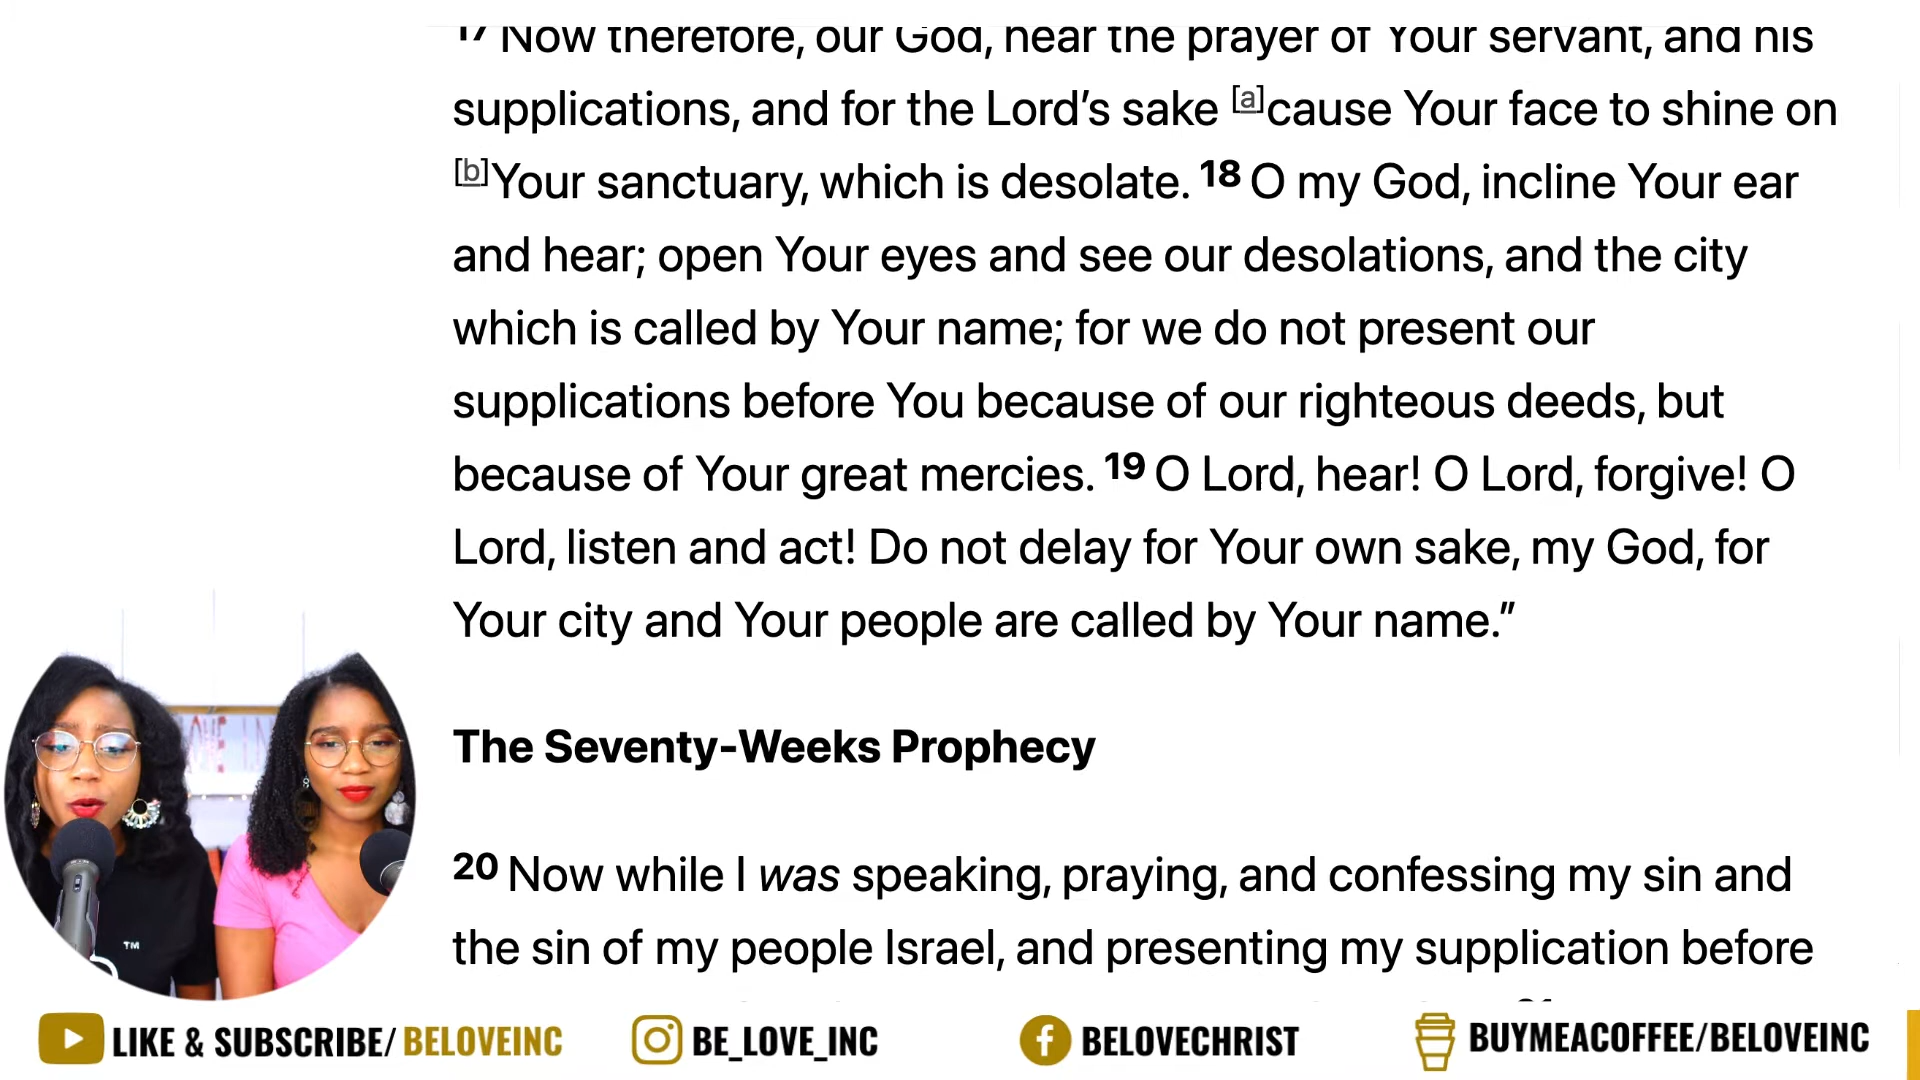 17 Now therefore, our God, hear the prayer of Your servant, and his
supplications, and for the Lord’s sake [a]cause Your face to shine on
[b]Your sanctuary, which is desolate. 18 O my God, incline Your ear
and hear; open Your eyes and see our desolations, and the city
which is called by Your name; for we do not present our
supplications before You because of our righteous deeds, but
because of Your great mercies. 19 O Lord, hear! O Lord, forgive! O
Lord, listen and act! Do not delay for Your own sake, my God, for
Your city and Your people are called by Your name.”
The Seventy-Weeks Prophecy
20 Now while I was speaking, praying, and confessing my sin and
the sin of my people Israel, and presenting my supplication before
TM
LIKE & SUBSCRIBE/ BELOVEINC
BE_LOVE_INC
BELOVECHRIST
BUYMEACOFFEE/BELOVEINC